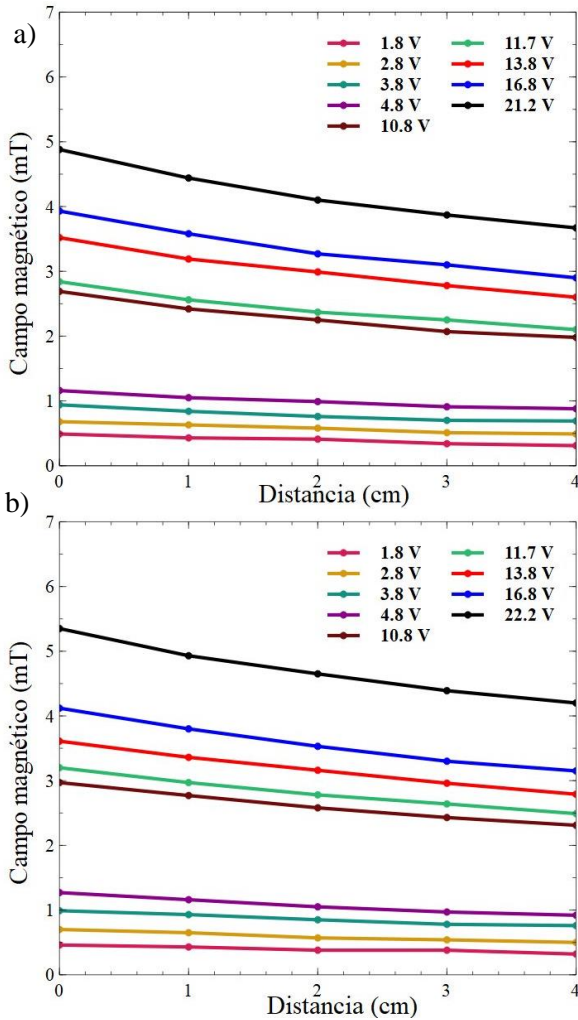 a)
7
6
5
4
3
2
1
0
Campo magnético (mT)
1.8 V
2.8 V
3.8 V
4.8 V
10.8 V
11.7 V
13.8 V
16.8 V
21.2 V
0 1 2 3 4
Distancia (cm)
b)
7
6
5
4
3
2
1
0
Campo magnético (mT)
1.8 V
2.8 V
3.8 V
4.8 V
10.8 V
11.7 V
13.8 V
16.8 V
22.2 V
0 1 2 3 4
Distancia (cm)